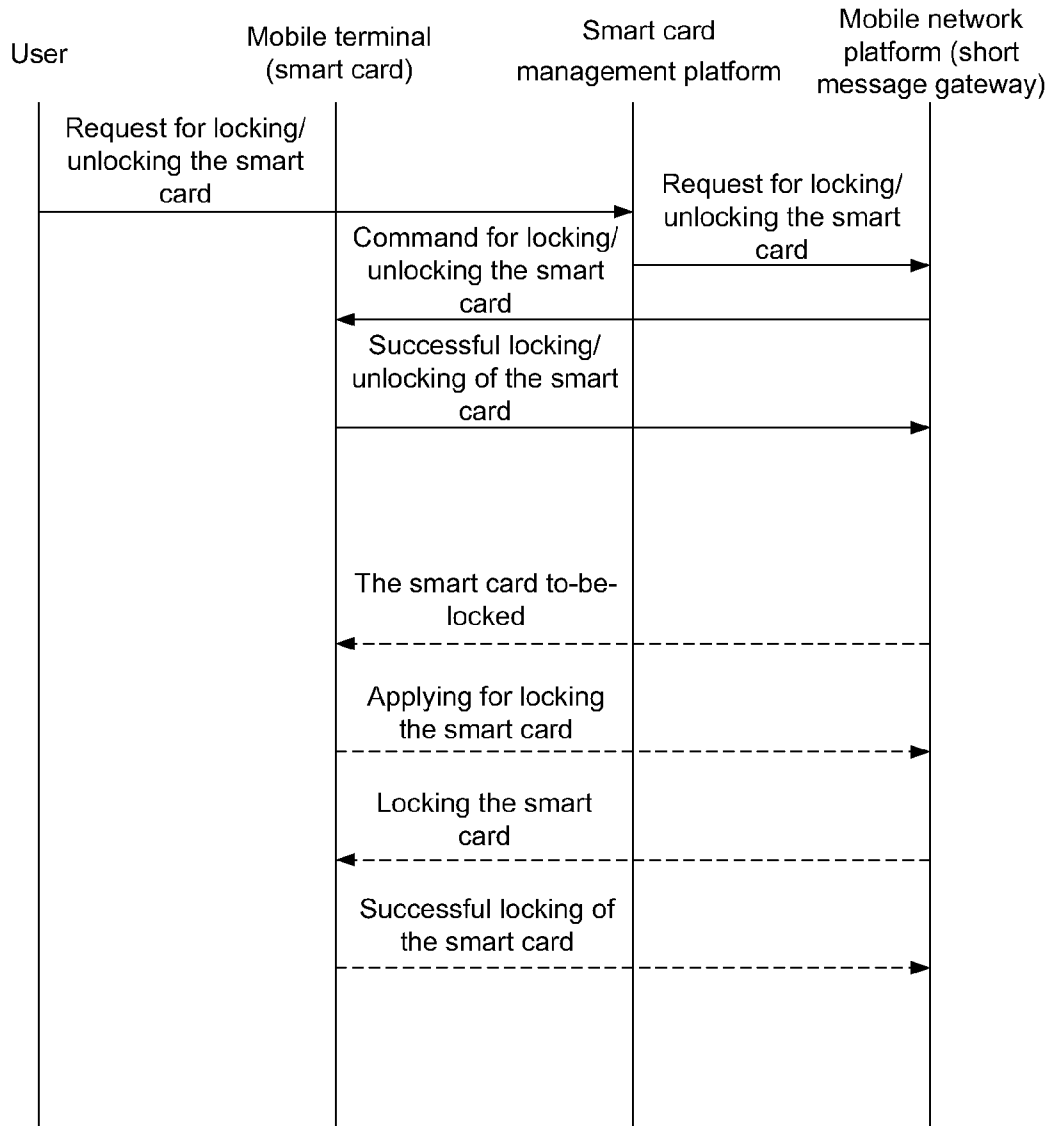 User
Mobile terminal
(smart card)
Smart card
management platform
Mobile network
platform (short
message gateway)
Request for locking/
unlocking the smart
card
Request for locking/
unlocking the smart
card
Command for locking/
unlocking the smart
card
Successful locking/
unlocking of the smart
card
The smart card to-be-
locked
Applying for locking
the smart card
Locking the smart
card
Successful locking of
the smart card